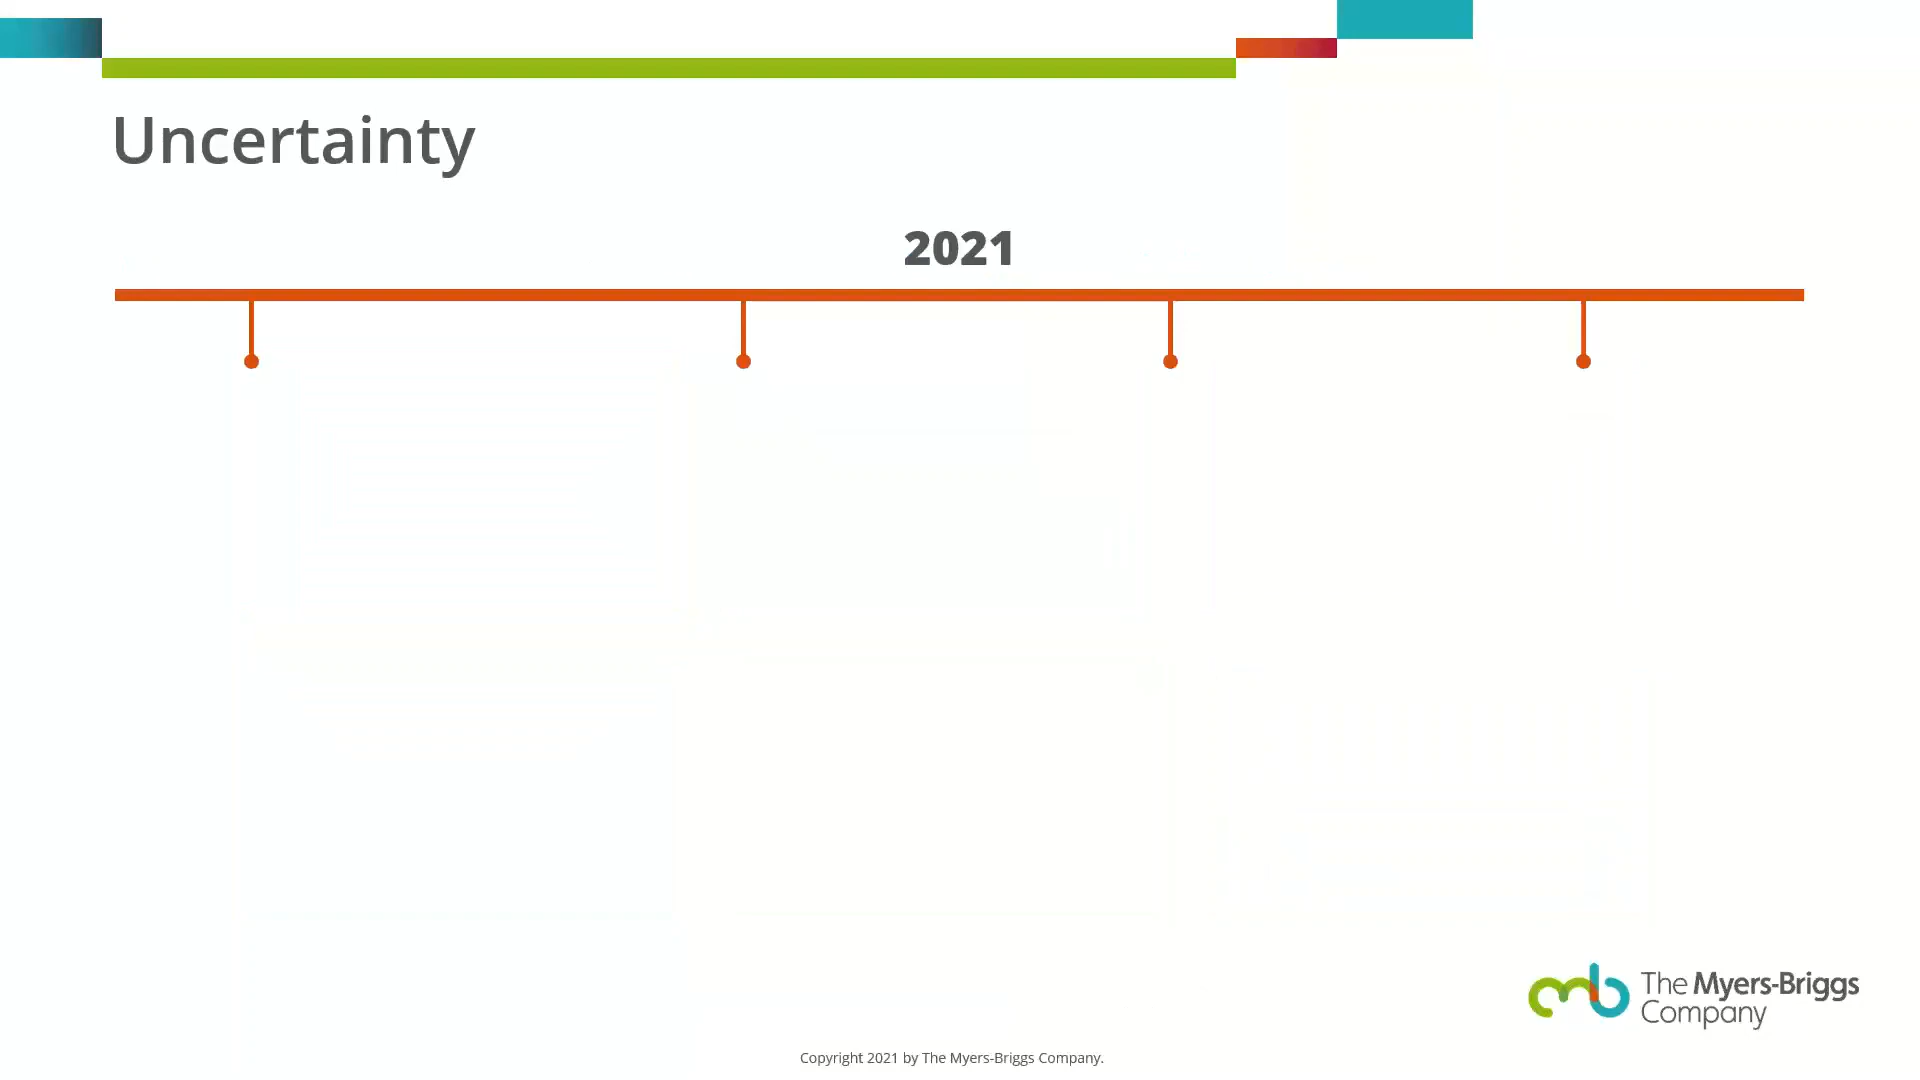 Uncertainty
2021
The Myers-Briggs
Company
Copyright 2021 by The Myers-Briggs Company.